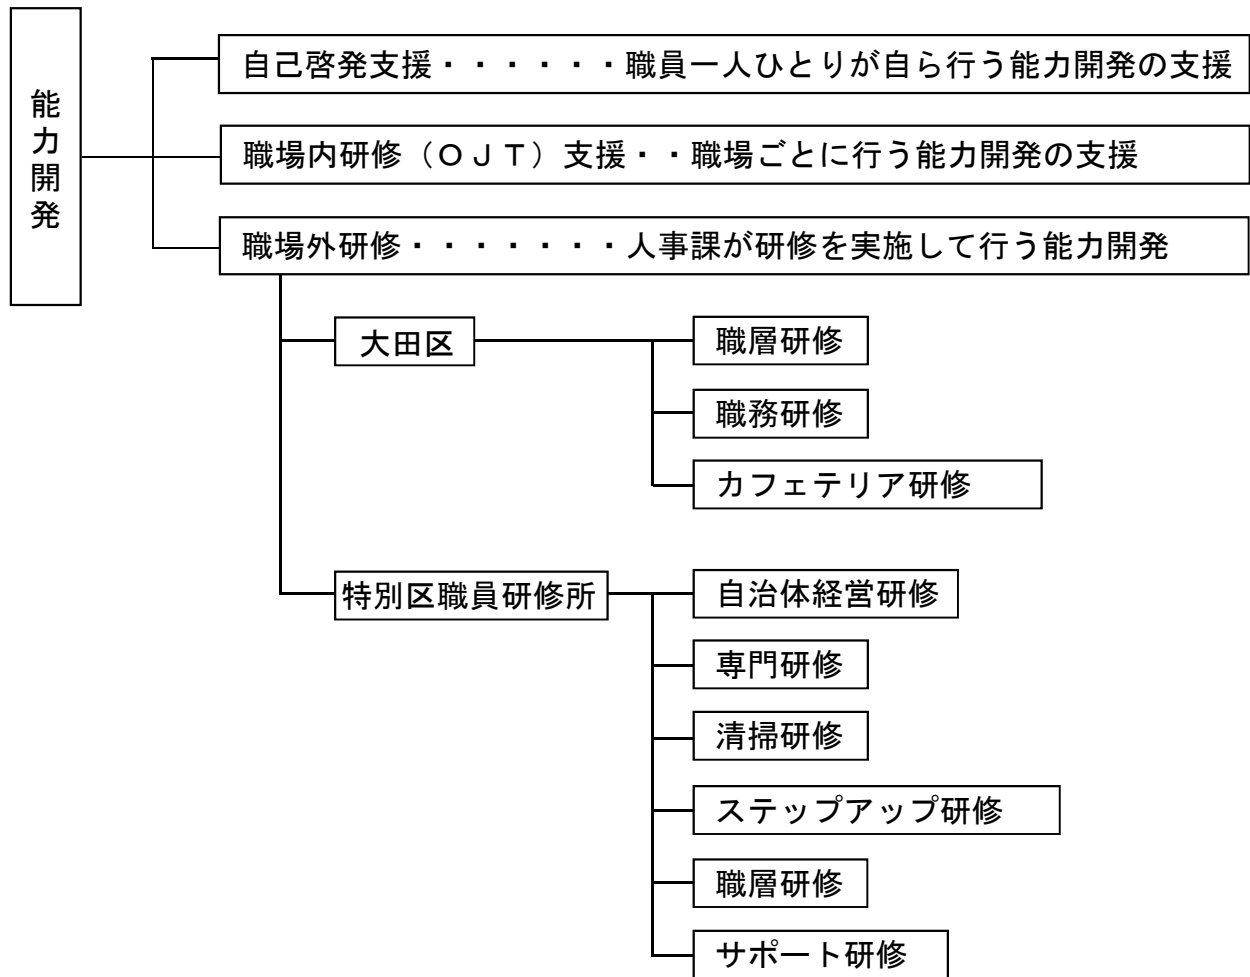 能力開発
自己啓発支援・・・・・・職員一人ひとりが自ら行う能力開発の支援
職場内研修（ＯＪＴ）支援・・職場ごとに行う能力開発の支援
職場外研修・・・・・・・人事課が研修を実施して行う能力開発
大田区
職層研修
職務研修
カフェテリア研修
特別区職員研修所
自治体経営研修
専門研修
清掃研修
ステップアップ研修
職層研修
サポート研修